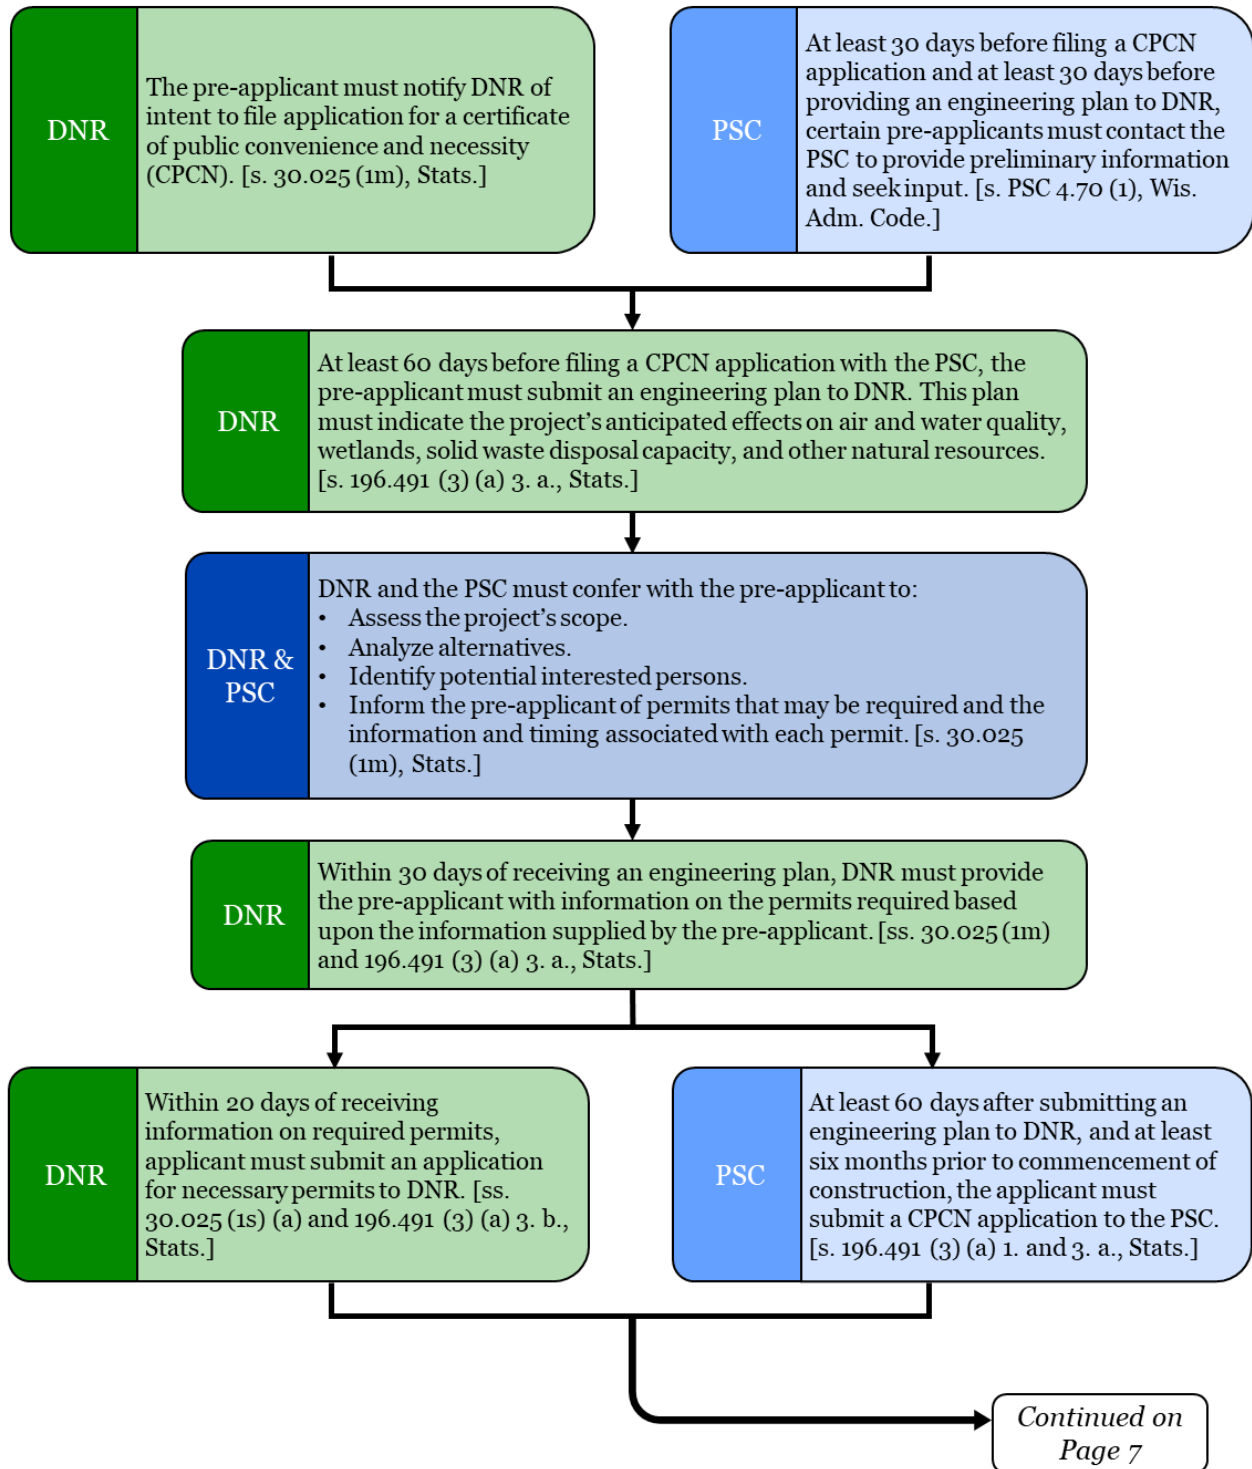 DNR
The pre-applicant must notify DNR of
intent to file application for a certificate
of public convenience and necessity
(CPCN). [s. 30.025 (1m), Stats.]
PSC
At least 30 days before filing a CPCN
application and at least 30 days before
providing an engineering plan to DNR,
certain pre-applicants must contact the
PSC to provide preliminary information
and seek input. [s. PSC 4.70 (1), Wis.
Adm. Code.]
DNR
At least 60 days before filing a CPCN application with the PSC, the
pre-applicant must submit an engineering plan to DNR. This plan
must indicate the project’s anticipated effects on air and water quality,
wetlands, solid waste disposal capacity, and other natural resources.
[s. 196.491 (3) (a) 3. a., Stats.]
DNR &
PSC
DNR and the PSC must confer with the pre-applicant to:
• Assess the project’s scope.
• Analyze alternatives.
• Identify potential interested persons.
• Inform the pre-applicant of permits that may be required and the
information and timing associated with each permit. [s. 30.025
(1m), Stats.]
DNR
Within 30 days of receiving an engineering plan, DNR must provide
the pre-applicant with information on the permits required based
upon the information supplied by the pre-applicant. [ss. 30.025 (1m)
and 196.491 (3) (a) 3. a., Stats.]
DNR
Within 20 days of receiving
information on required permits,
applicant must submit an application
for necessary permits to DNR. [ss.
30.025 (1s) (a) and 196.491 (3) (a) 3. b.,
Stats.]
PSC
At least 60 days after submitting an
engineering plan to DNR, and at least
six months prior to commencement of
construction, the applicant must
submit a CPCN application to the PSC.
[s. 196.491 (3) (a) 1. and 3. a., Stats.]
Continued on
Page 7